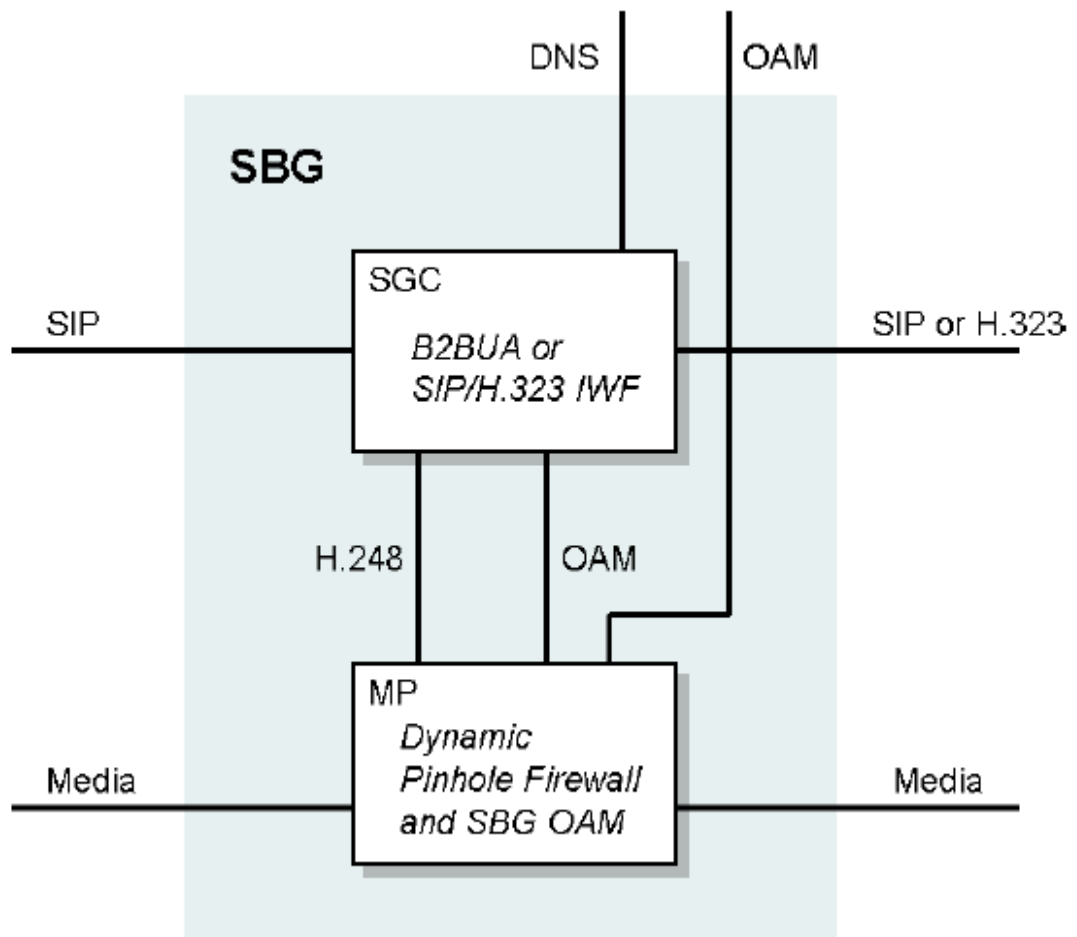 DNS
OAM
SBG
SGC
SIP
SIP or H.323
B2BUA or
SIP/H.323 IWF
H.248
OAM
MP
Dynamic
Pinhole Firewall
and SBG OAM
Media
Media